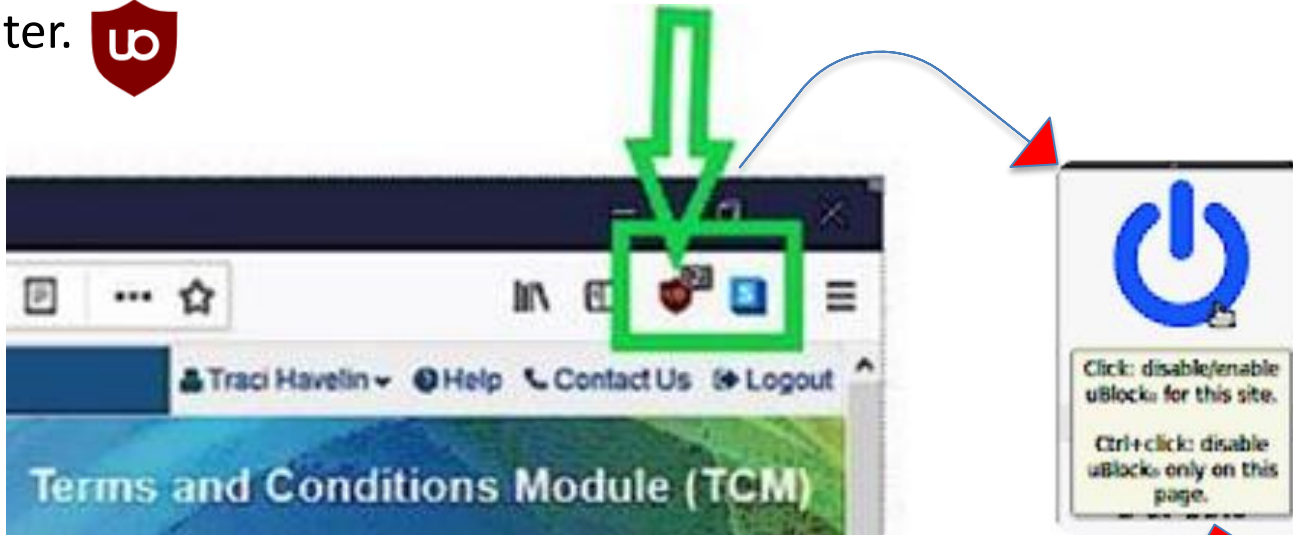 ter.
uo
Traci Havelin Help Contact Us Logout
Terms and Conditions Module (TCM)
Click: disable/enable
uBlock₀ for this site.
Ctrl+click: disable
uBlock₀ only on this
page.